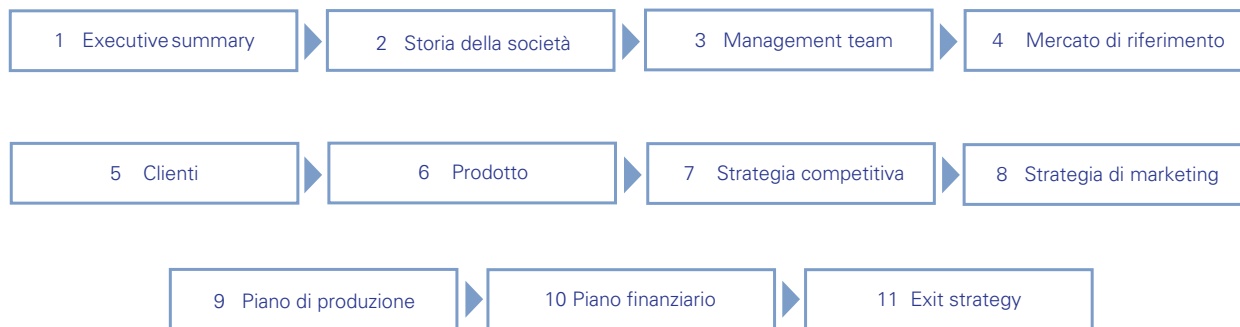 1 Executive summary
2 Storia della società
3 Management team
4 Mercato di riferimento
5 Clienti
6 Prodotto
7 Strategia competitiva
8 Strategia di marketing
9 Piano di produzione
10 Piano finanziario
11 Exit strategy